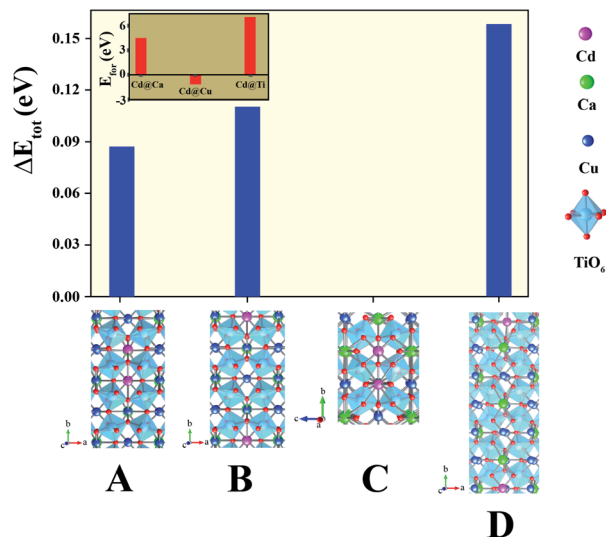 0.15
0.12
0.09
0.06
0.03
0.00
ΔE_tot (eV)
E_for (eV)
3
0
-3
Cd@Ca
Cd@Cu
Cd@Ti
Cd
Ca
Cu
TiO₆
b
c
a
b
c
a
b
c
a
b
c
a
A
B
C
D